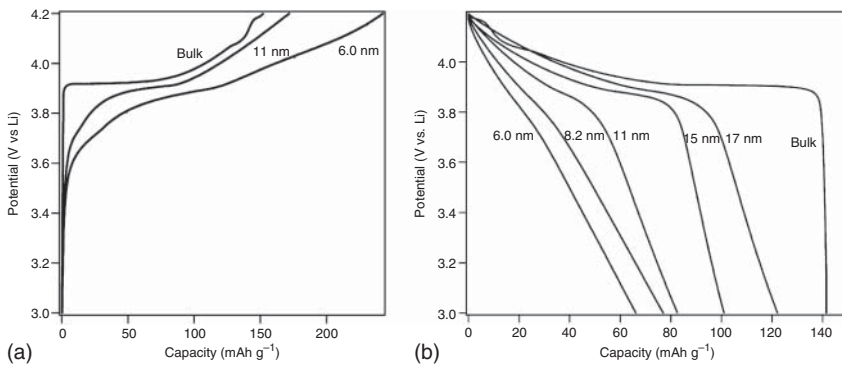 4.2
4.0
3.8
3.6
3.4
3.2
3.0
Potential (V vs Li)
Bulk
11 nm
6.0 nm
0 50 100 150 200
Capacity (mAh g⁻¹)
(a)
4.0
3.8
3.6
3.4
3.2
3.0
Potential (V vs. Li)
6.0 nm
8.2 nm
11 nm
15 nm
17 nm
Bulk
0 20 40 60 80 100 120 140
Capacity (mAh g⁻¹)
(b)